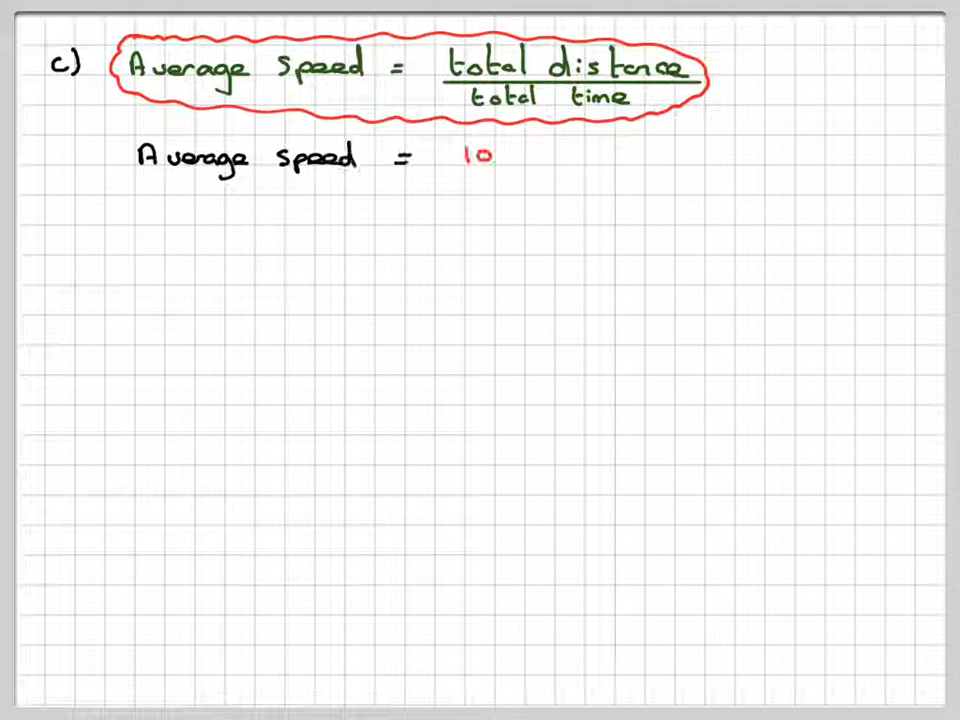 c) Average speed = total distance
total time
Average speed = 10